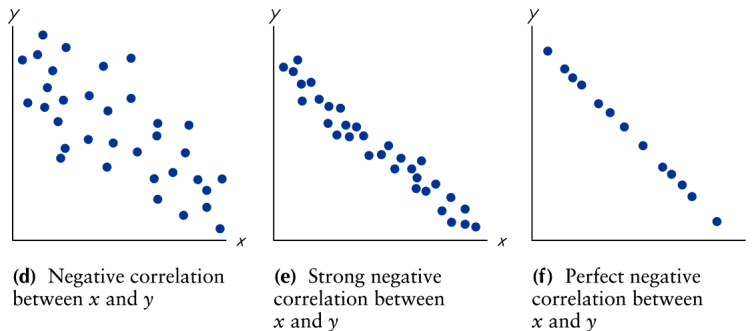 y
y
y
x
x
(d) Negative correlation
between x and y
(e) Strong negative
correlation between
x and y
(f) Perfect negative
correlation between
x and y